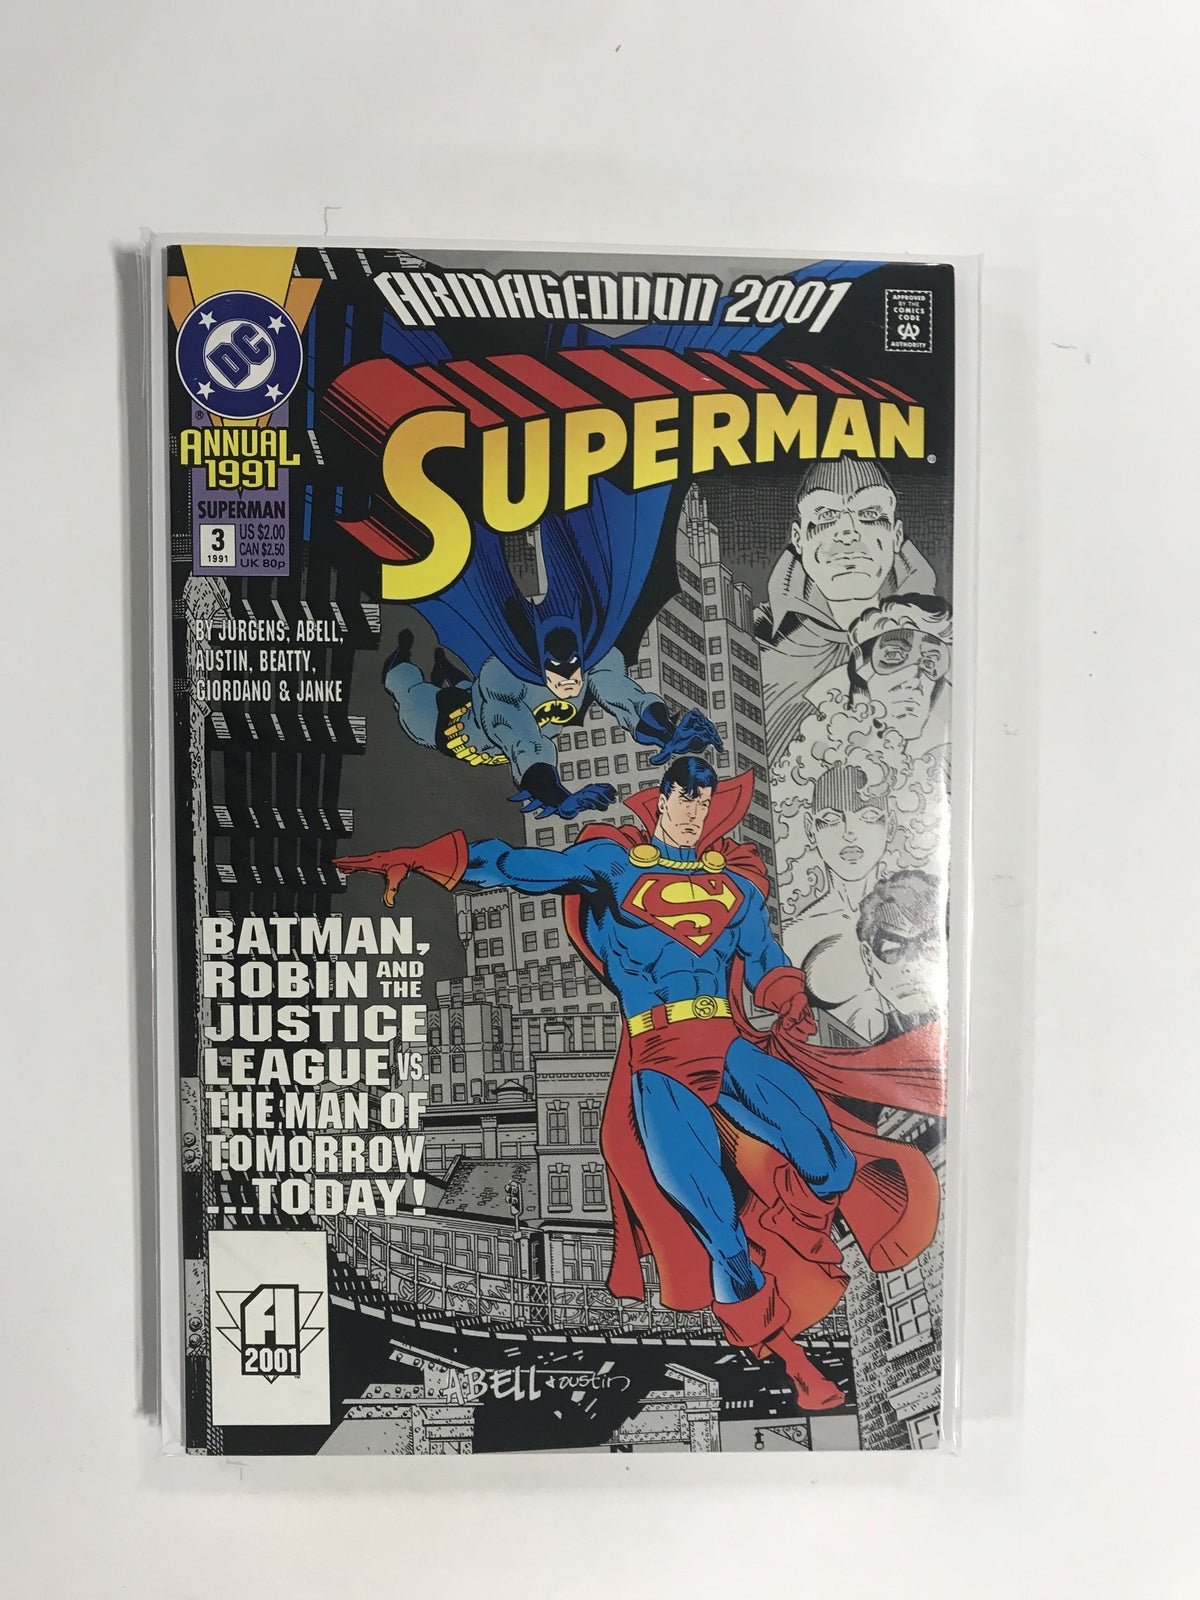 ARMAGEDDON 2001
APPROVED
BY THE
COMICS
CODE
CA
AUTHORITY
DC
®
SUPERMAN
ANNUAL
1991
SUPERMAN
3
1991
US $2.00
CAN $2.50
UK 80p
BY JURGENS, ABELL,
AUSTIN, BEATTY,
GIORDANO & JANKE
S
S
BATMAN,
ROBIN AND THE
JUSTICE
LEAGUE VS.
THE MAN OF
TOMORROW
...TODAY!
A
2001
ABELL + austin